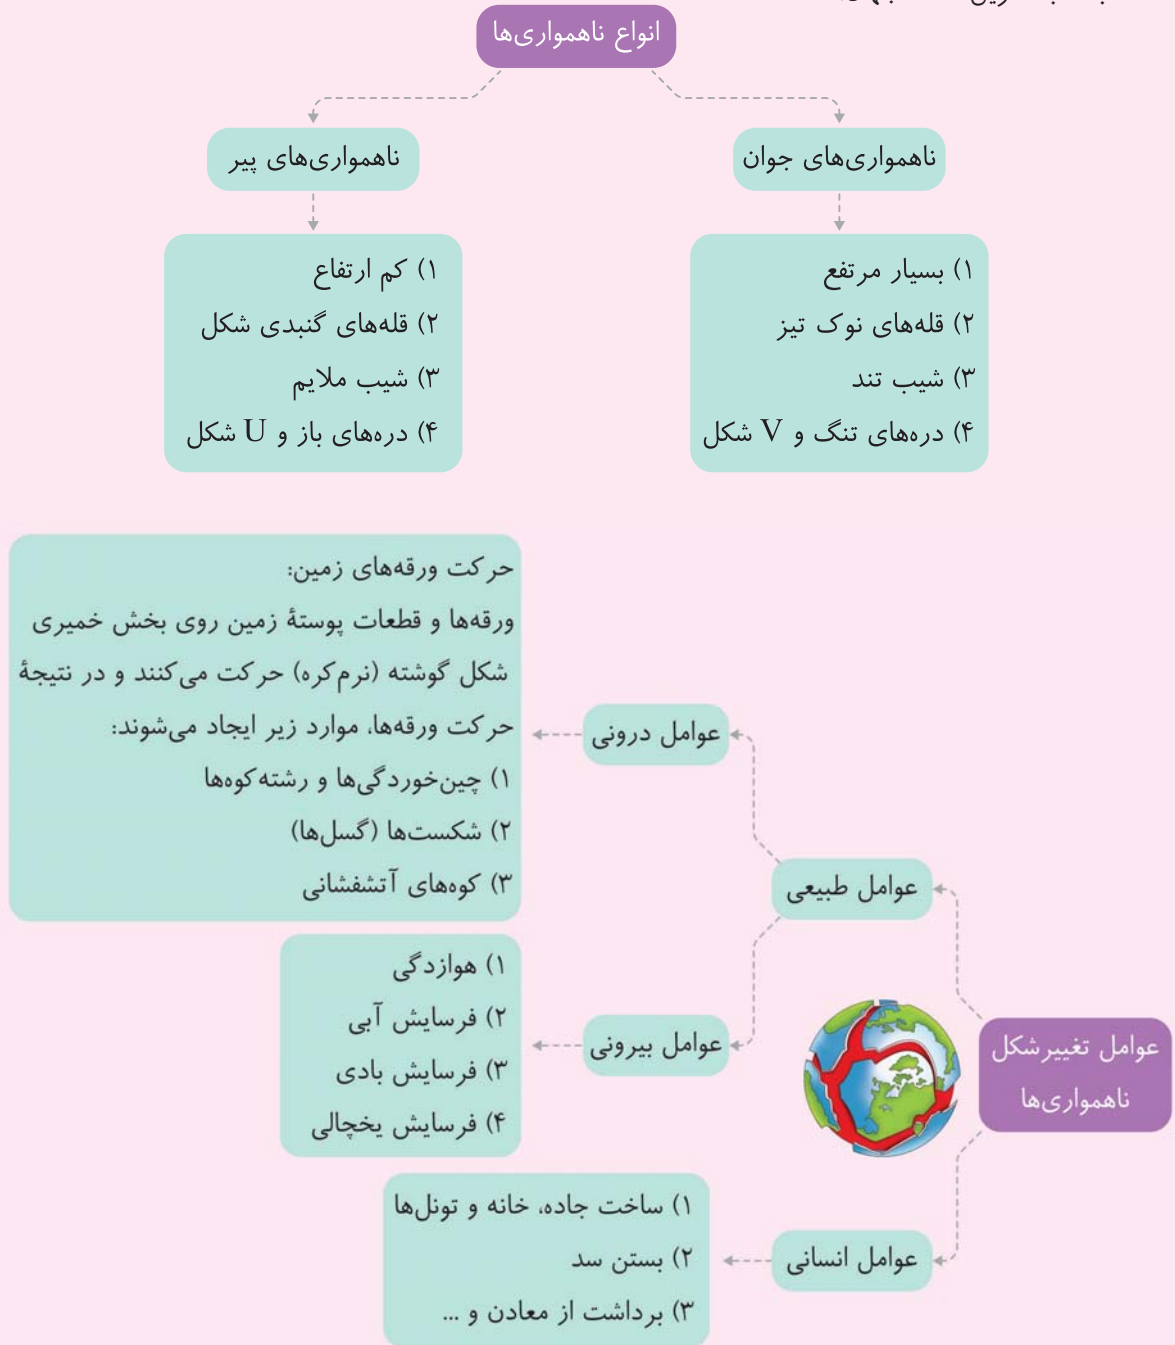 انواع ناهمواری‌ها
ناهمواری‌های جوان
۱) بسیار مرتفع
۲) قله‌های نوک تیز
۳) شیب تند
۴) دره‌های تنگ و V شکل
ناهمواری‌های پیر
۱) کم ارتفاع
۲) قله‌های گنبدی شکل
۳) شیب ملایم
۴) دره‌های باز و U شکل
عوامل تغییرشکل
ناهمواری‌ها
عوامل طبیعی
عوامل درونی
حرکت ورقه‌های زمین:
ورقه‌ها و قطعات پوستهٔ زمین روی بخش خمیری
شکل گوشته (نرم‌کره) حرکت می‌کنند و در نتیجهٔ
حرکت ورقه‌ها، موارد زیر ایجاد می‌شوند:
۱) چین‌خوردگی‌ها و رشته‌کوه‌ها
۲) شکست‌ها (گسل‌ها)
۳) کوه‌های آتشفشانی
عوامل بیرونی
۱) هوازدگی
۲) فرسایش آبی
۳) فرسایش بادی
۴) فرسایش یخچالی
عوامل انسانی
۱) ساخت جاده، خانه و تونل‌ها
۲) بستن سد
۳) برداشت از معادن و ...